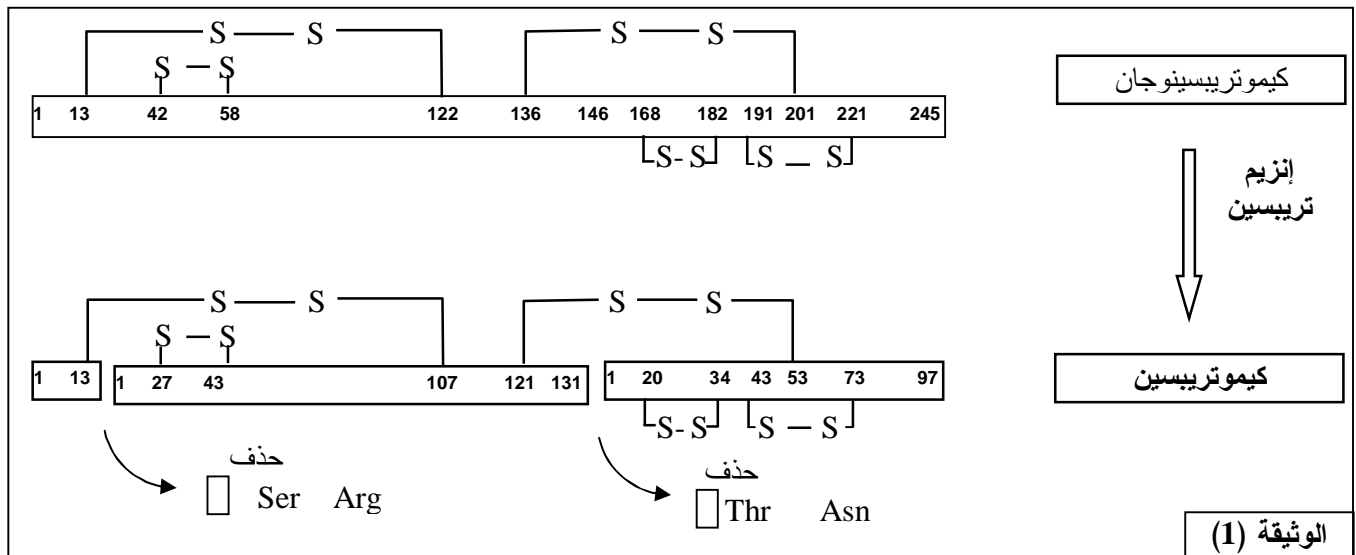 S — S S — S
S – S
كيموتريبسينوجان
1 13 42 58 122 136 146 168 182 191 201 221 245
S- S S — S
إنزيم
تريبسين
S — S S — S
S – S
1 13 1 27 43 107 121 131 1 20 34 43 53 73 97
كيموتريبسين
S- S S – S
حذف حذف
Ser Arg Thr Asn
الوثيقة (1)